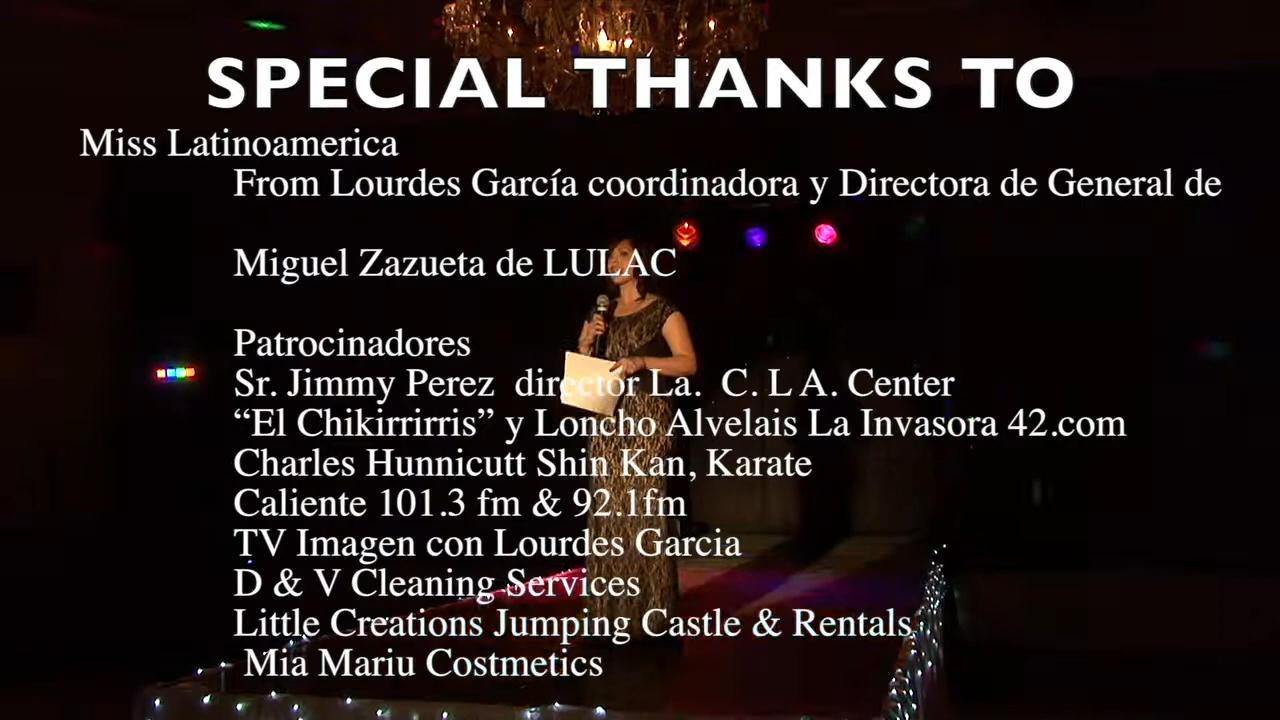 SPECIAL THANKS TO
Miss Latinoamerica
From Lourdes García coordinadora y Directora de General de
Miguel Zazueta de LULAC
Patrocinadores
Sr. Jimmy Perez director La. C. L A. Center
“El Chikirrirris” y Loncho Alvelais La Invasora 42.com
Charles Hunnicutt Shin Kan, Karate
Caliente 101.3 fm & 92.1fm
TV Imagen con Lourdes Garcia
D & V Cleaning Services
Little Creations Jumping Castle & Rentals
Mia Mariu Costmetics